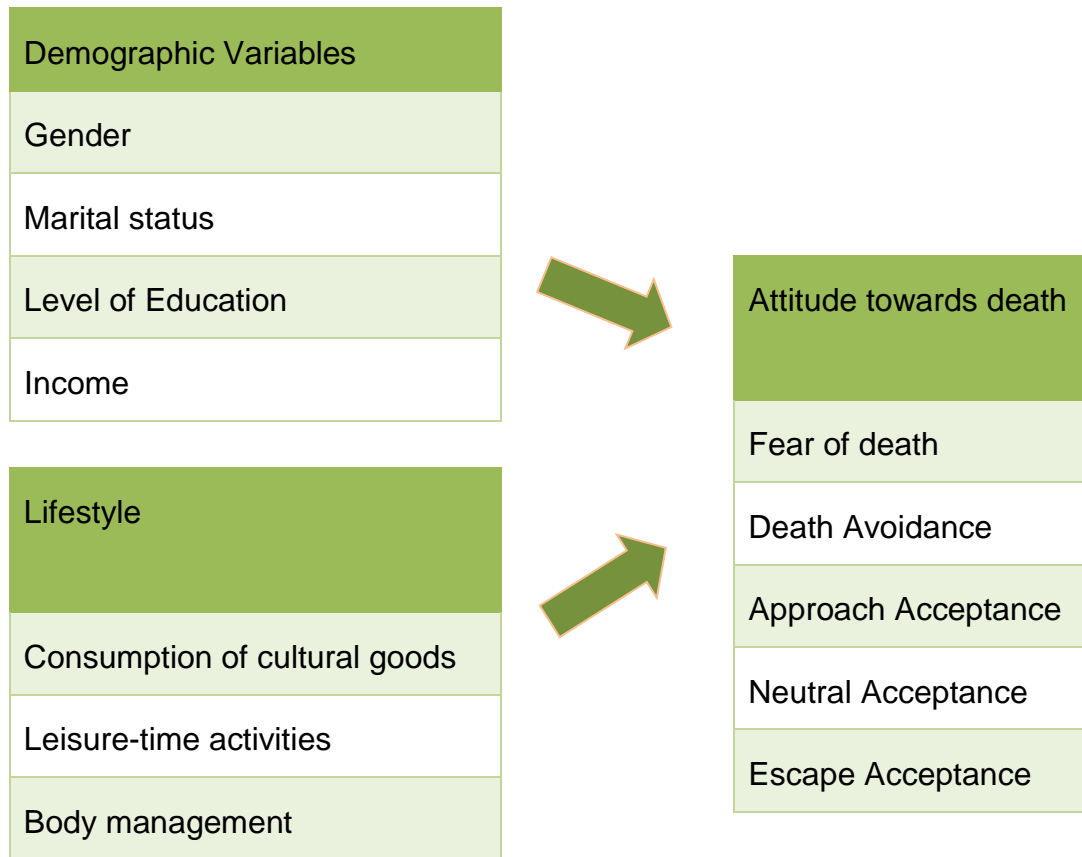 Demographic Variables
Gender
Marital status
Level of Education
Income
Lifestyle
Consumption of cultural goods
Leisure-time activities
Body management
Attitude towards death
Fear of death
Death Avoidance
Approach Acceptance
Neutral Acceptance
Escape Acceptance